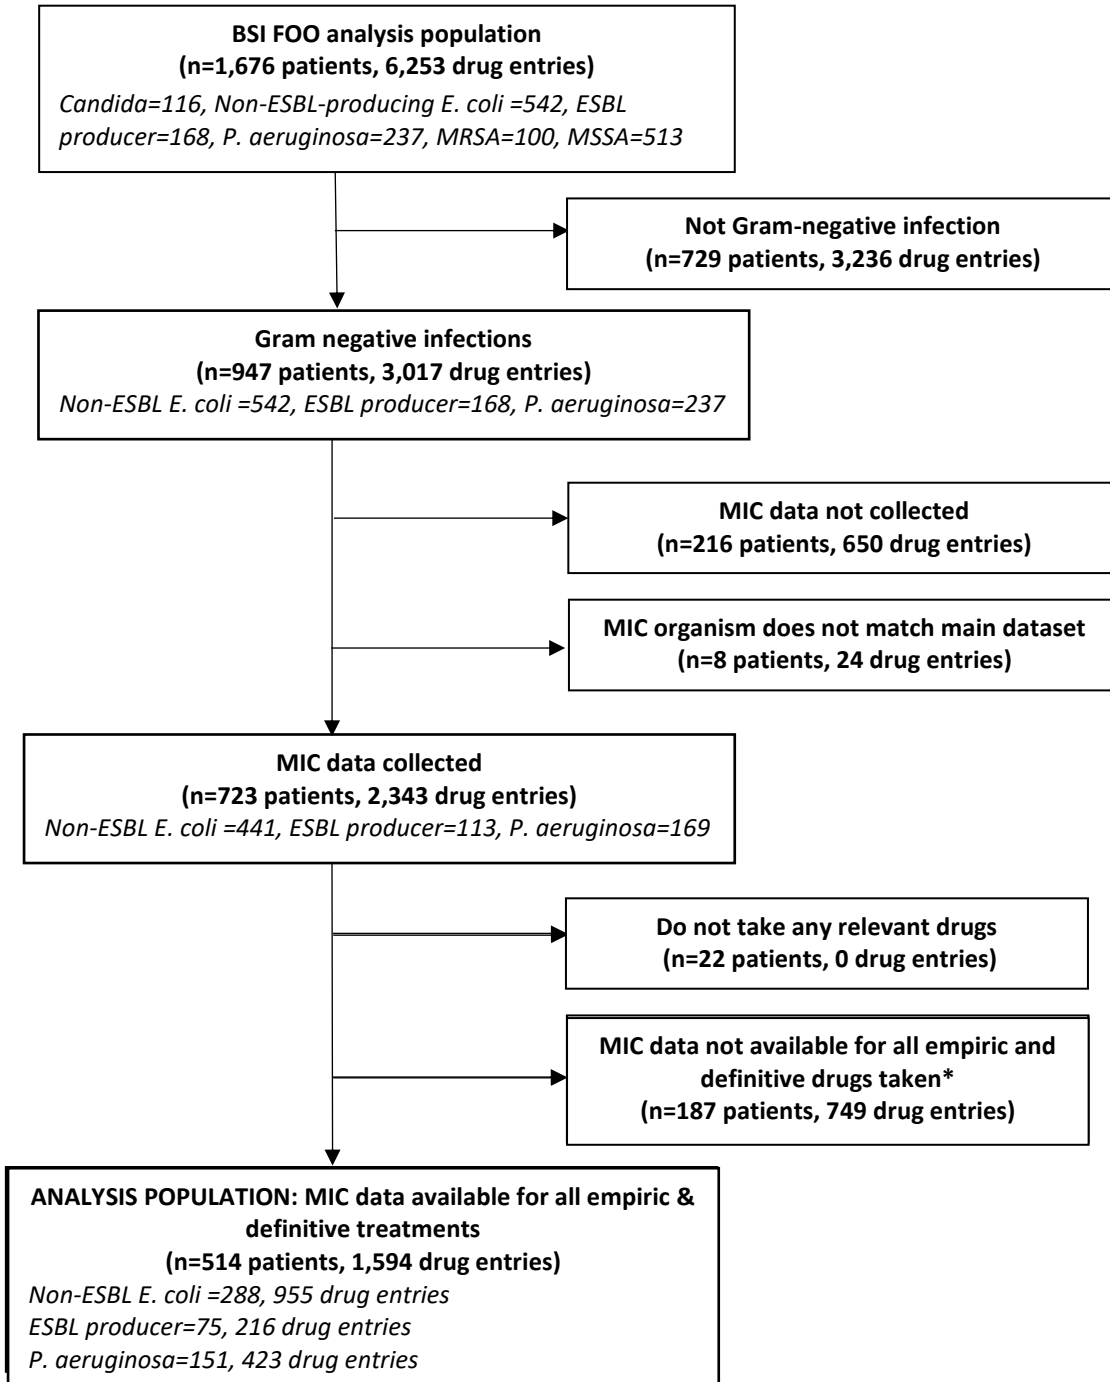 BSI FOO analysis population
(n=1,676 patients, 6,253 drug entries)
Candida=116, Non-ESBL-producing E. coli =542, ESBL
producer=168, P. aeruginosa=237, MRSA=100, MSSA=513
Not Gram-negative infection
(n=729 patients, 3,236 drug entries)
Gram negative infections
(n=947 patients, 3,017 drug entries)
Non-ESBL E. coli =542, ESBL producer=168, P. aeruginosa=237
MIC data not collected
(n=216 patients, 650 drug entries)
MIC organism does not match main dataset
(n=8 patients, 24 drug entries)
MIC data collected
(n=723 patients, 2,343 drug entries)
Non-ESBL E. coli =441, ESBL producer=113, P. aeruginosa=169
Do not take any relevant drugs
(n=22 patients, 0 drug entries)
MIC data not available for all empiric and
definitive drugs taken*
(n=187 patients, 749 drug entries)
ANALYSIS POPULATION: MIC data available for all empiric &
definitive treatments
(n=514 patients, 1,594 drug entries)
Non-ESBL E. coli =288, 955 drug entries
ESBL producer=75, 216 drug entries
P. aeruginosa=151, 423 drug entries